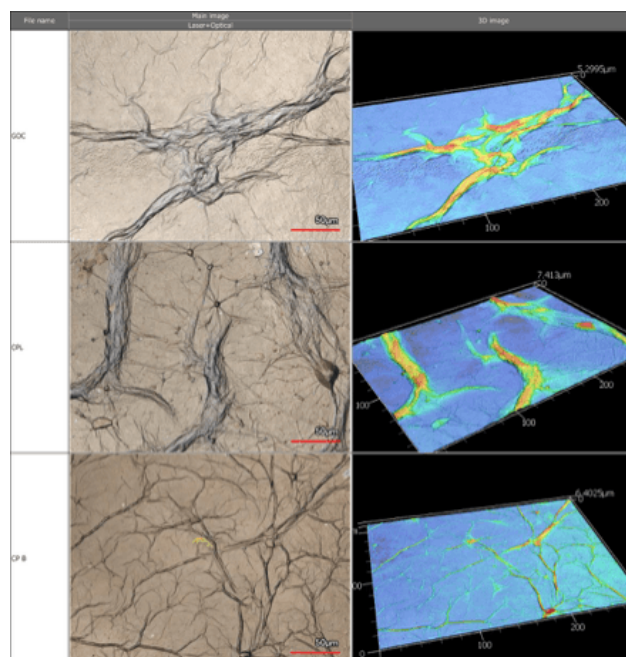 File name
Main image
3D image
Laser+Optical
GOC
50µm
5.2995µm
0
100
200
CPL
50µm
7.413µm
0
100
100
200
CP B
50µm
6.4025µm
0
0
100
200